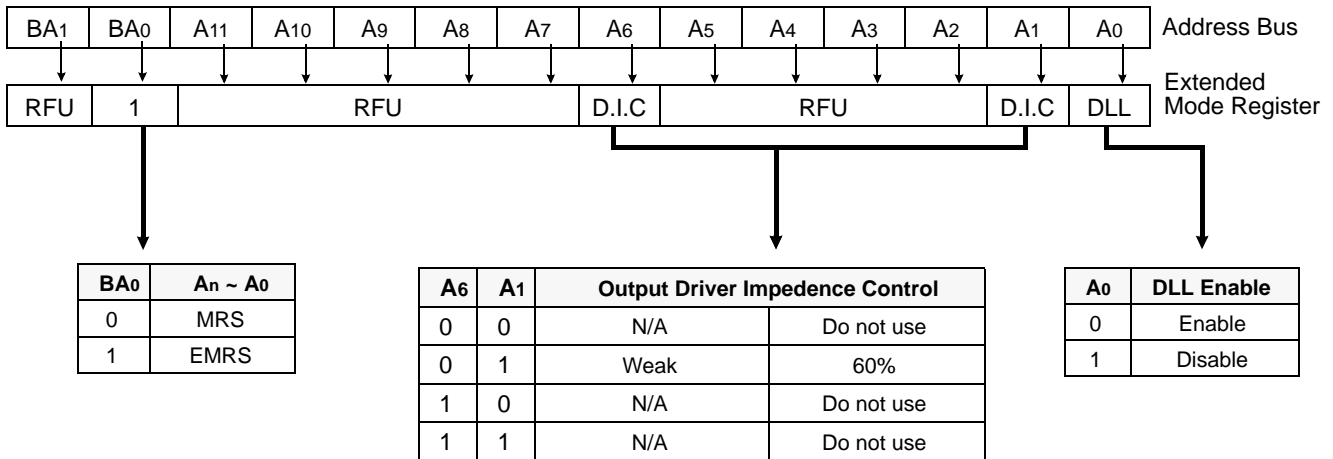 BA1 BA0 A11 A10 A9 A8 A7 A6 A5 A4 A3 A2 A1 A0 Address Bus
RFU 1 RFU D.I.C RFU D.I.C DLL Extended
Mode Register
BA0 An ~ A0
0 MRS
1 EMRS
A6 A1 Output Driver Impedence Control
0 0 N/A Do not use
0 1 Weak 60%
1 0 N/A Do not use
1 1 N/A Do not use
A0 DLL Enable
0 Enable
1 Disable